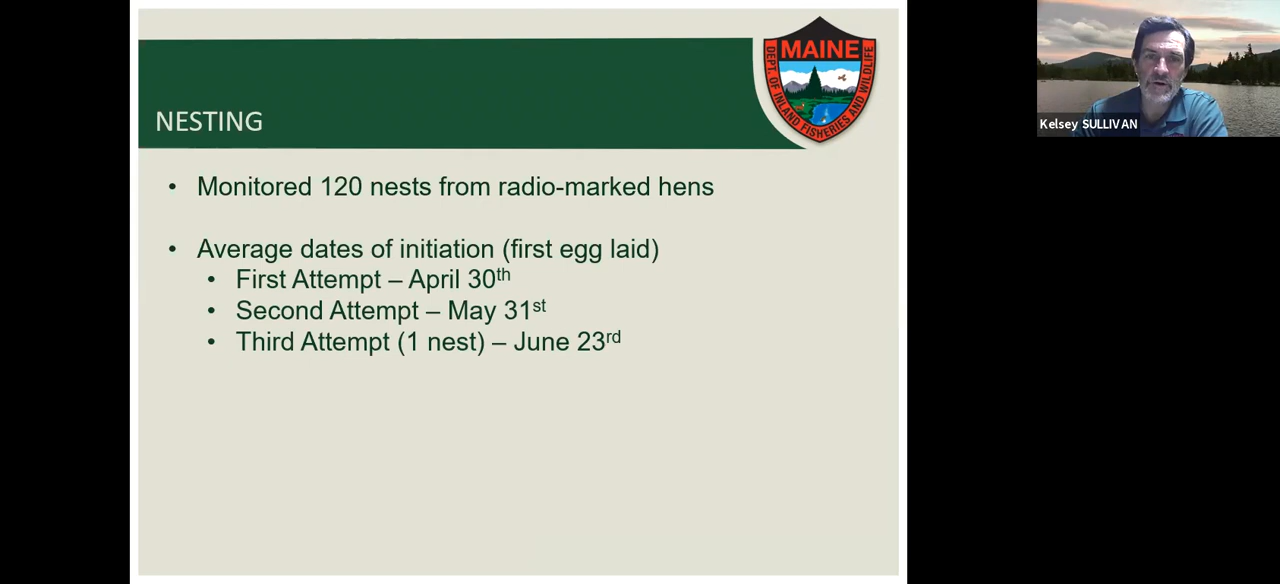 NESTING
MAINE
DEPT. OF INLAND FISHERIES AND WILDLIFE
• Monitored 120 nests from radio-marked hens
• Average dates of initiation (first egg laid)
• First Attempt – April 30th
• Second Attempt – May 31st
• Third Attempt (1 nest) – June 23rd
Kelsey SULLIVAN